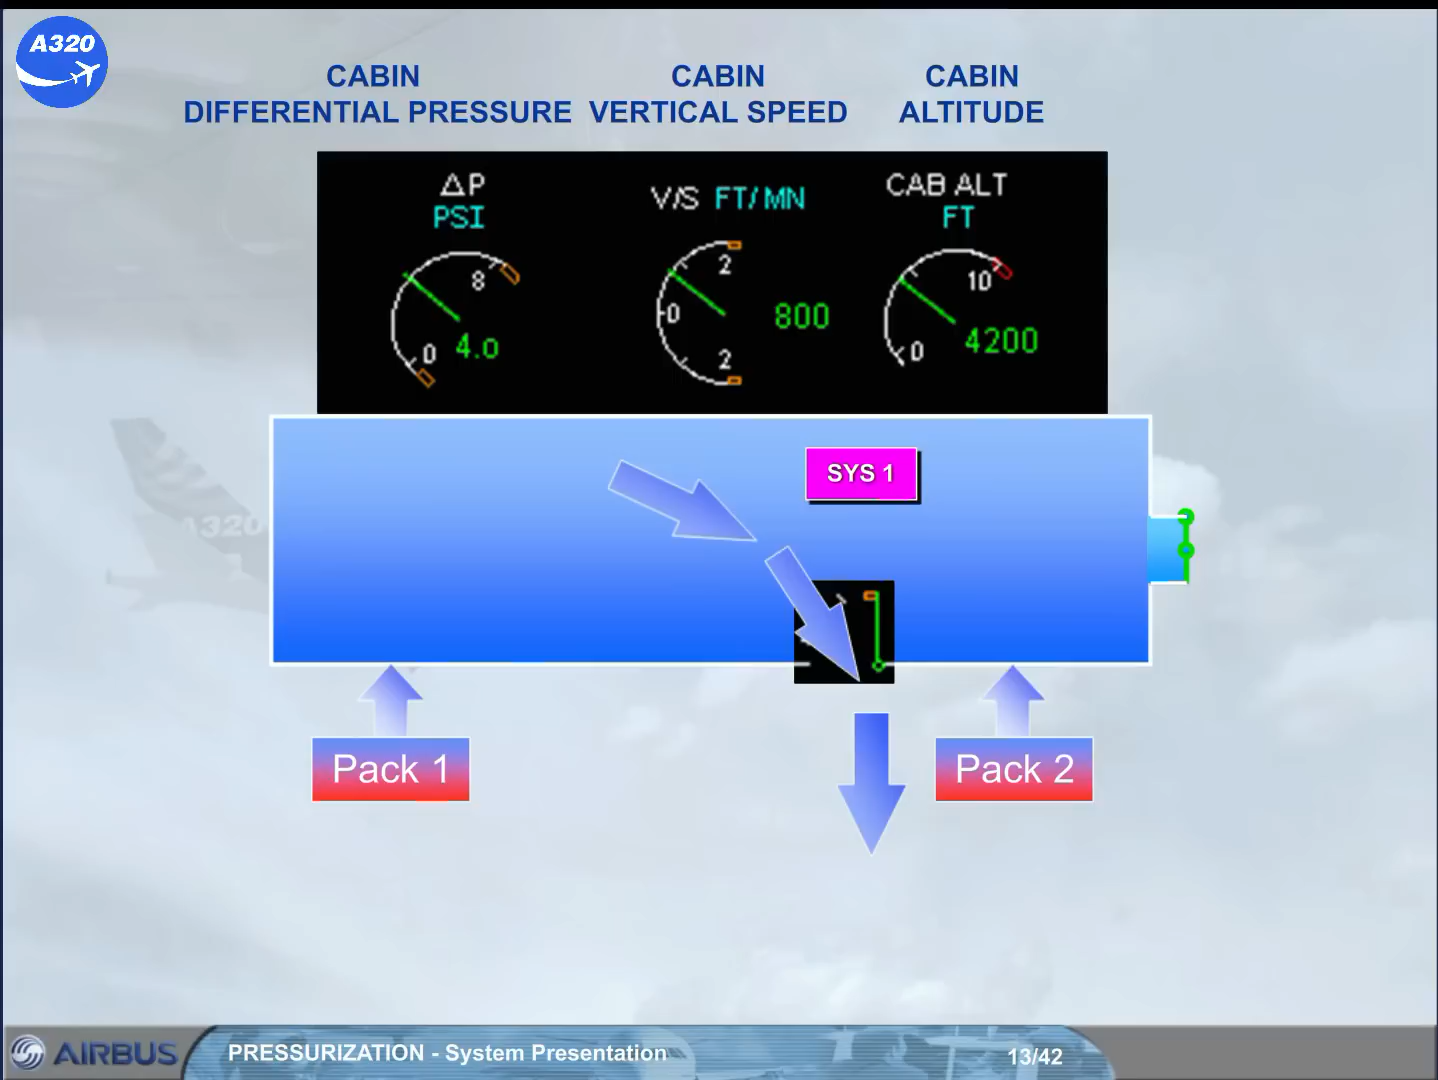 A320
CABIN
DIFFERENTIAL PRESSURE
CABIN
VERTICAL SPEED
CABIN
ALTITUDE
ΔP
PSI
8
0
4.0
V/S FT/MN
2
0
2
800
CAB ALT
FT
10
0
4200
SYS 1
A320
Pack 1
Pack 2
AIRBUS
PRESSURIZATION - System Presentation
13/42